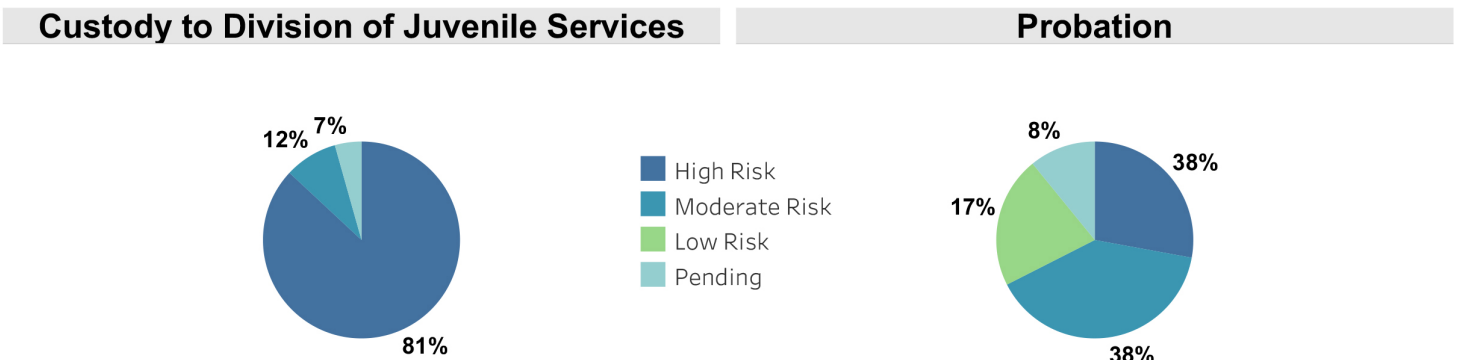 Custody to Division of Juvenile Services
Probation
12%
7%
81%
High Risk
Moderate Risk
Low Risk
Pending
8%
38%
17%
38%